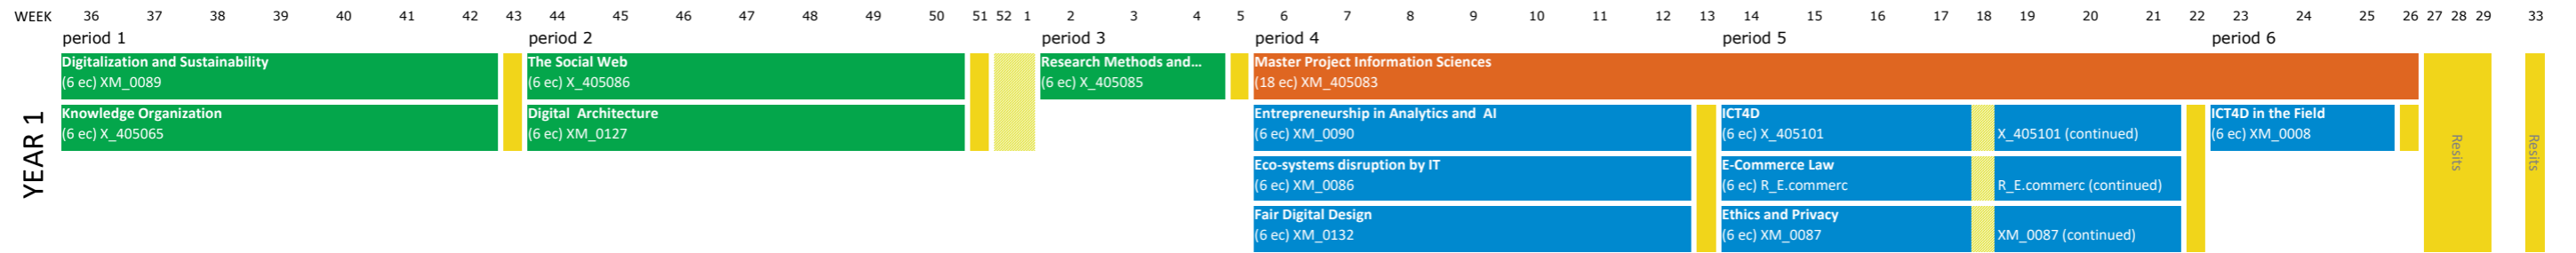 WEEK 36 37 38 39 40 41 42 43 44 45 46 47 48 49 50 51 52 1 2 3 4 5 6 7 8 9 10 11 12 13 14 15 16 17 18 19 20 21 22 23 24 25 26 27 28 29 33
period 1 period 2 period 3 period 4 period 5 period 6
YEAR 1
Digitalization and Sustainability
(6 ec) XM_0089
The Social Web
(6 ec) X_405086
Research Methods and...
(6 ec) X_405085
Master Project Information Sciences
(18 ec) XM_405083
Knowledge Organization
(6 ec) X_405065
Digital Architecture
(6 ec) XM_0127
Entrepreneurship in Analytics and AI
(6 ec) XM_0090
ICT4D
(6 ec) X_405101
X_405101 (continued)
ICT4D in the Field
(6 ec) XM_0008
Eco-systems disruption by IT
(6 ec) XM_0086
E-Commerce Law
(6 ec) R_E.commerc
R_E.commerc (continued)
Fair Digital Design
(6 ec) XM_0132
Ethics and Privacy
(6 ec) XM_0087
XM_0087 (continued)
Resits
Resits